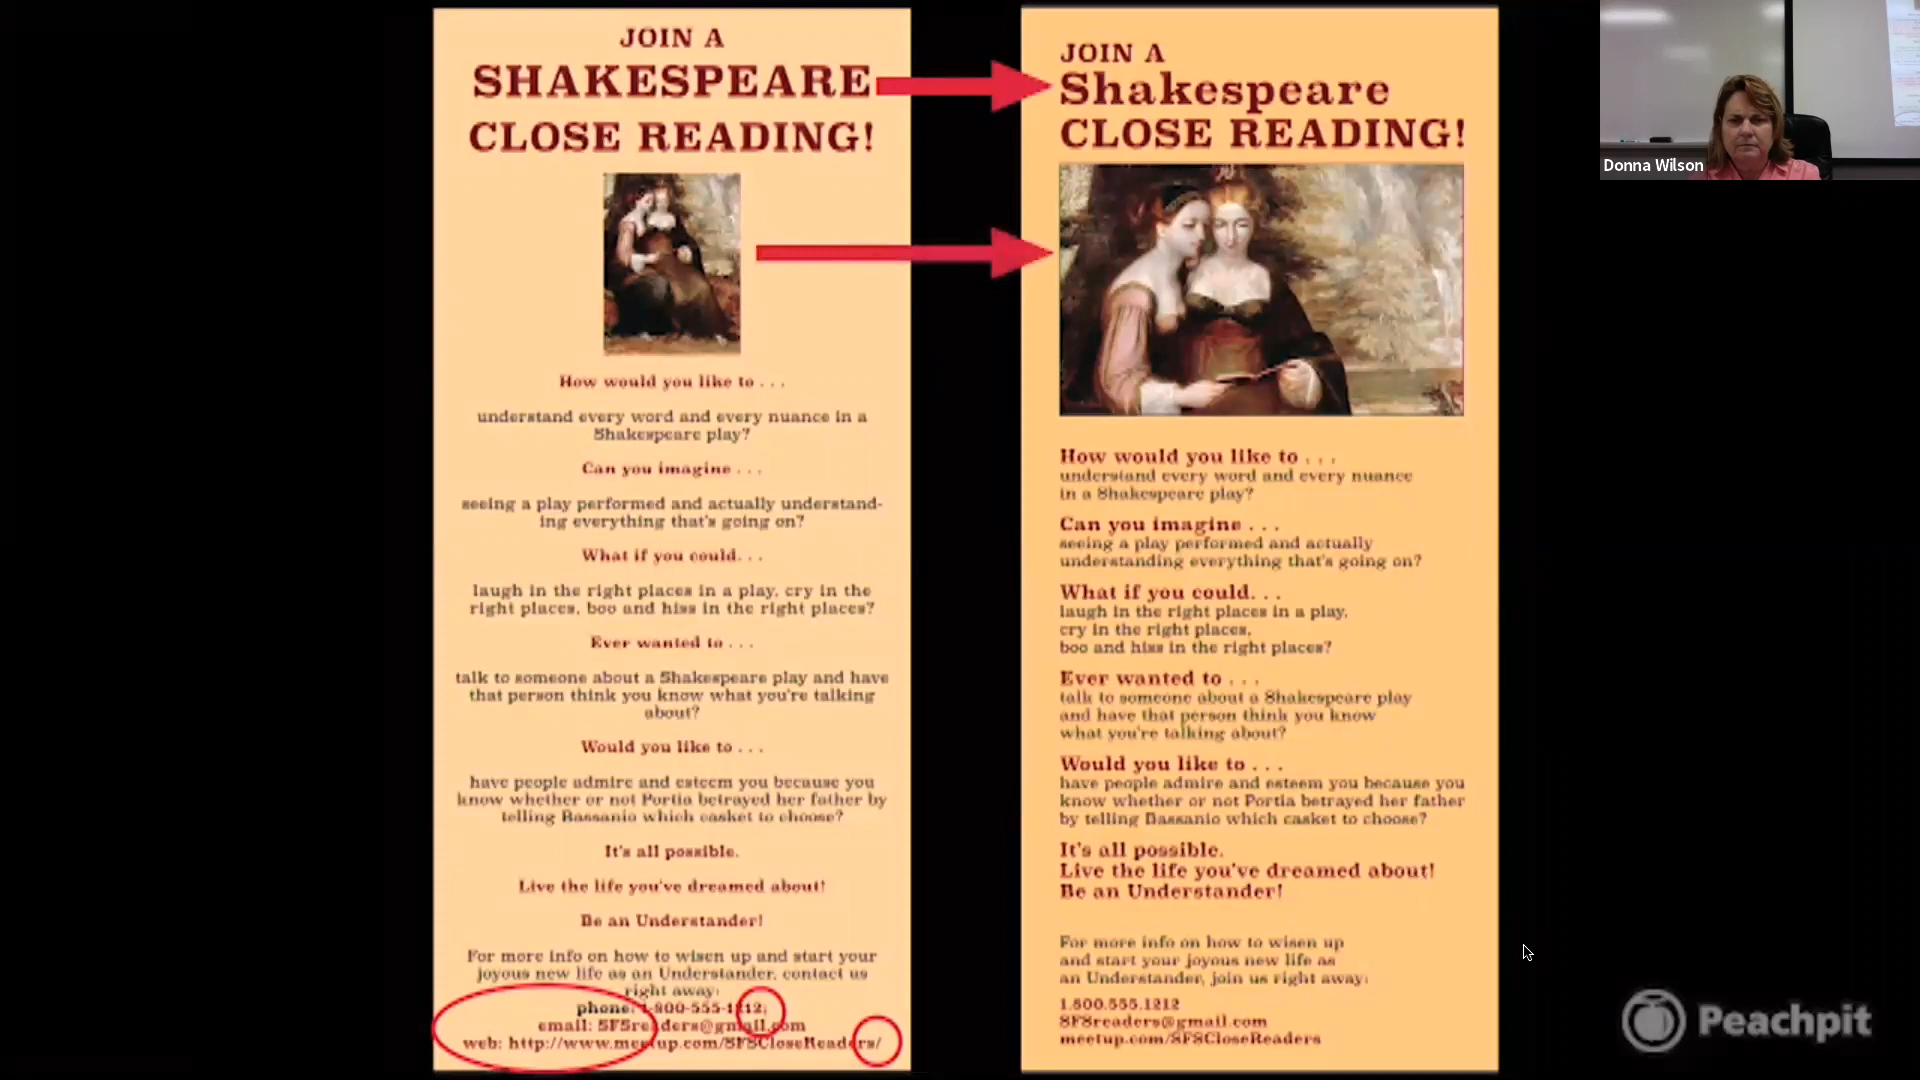 JOIN A
SHAKESPEARE
CLOSE READING!
How would you like to . . .
understand every word and every nuance in a
Shakespeare play?
Can you imagine . . .
seeing a play performed and actually understand-
ing everything that's going on?
What if you could. . .
laugh in the right places in a play, cry in the
right places, boo and hiss in the right places?
Ever wanted to . . .
talk to someone about a Shakespeare play and have
that person think you know what you're talking
about?
Would you like to . . .
have people admire and esteem you because you
know whether or not Portia betrayed her father by
telling Bassanio which casket to choose?
It's all possible.
Live the life you've dreamed about!
Be an Understander!
For more info on how to wisen up and start your
joyous new life as an Understander, contact us
right away:
phone: 1-800-555-1212;
email: SFSreaders@gmail.com
web: http://www.meetup.com/SFSCloseReaders/
JOIN A
Shakespeare
CLOSE READING!
How would you like to . . .
understand every word and every nuance
in a Shakespeare play?
Can you imagine . . .
seeing a play performed and actually
understanding everything that's going on?
What if you could. . .
laugh in the right places in a play,
cry in the right places,
boo and hiss in the right places?
Ever wanted to . . .
talk to someone about a Shakespeare play
and have that person think you know
what you're talking about?
Would you like to . . .
have people admire and esteem you because you
know whether or not Portia betrayed her father
by telling Bassanio which casket to choose?
It's all possible.
Live the life you've dreamed about!
Be an Understander!
For more info on how to wisen up
and start your joyous new life as
an Understander, join us right away:
1.800.555.1212
SFSreaders@gmail.com
meetup.com/SFSCloseReaders
Donna Wilson
Peachpit